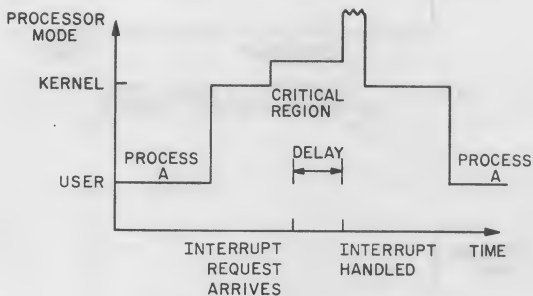 PROCESSOR
MODE
KERNEL
CRITICAL
REGION
DELAY
PROCESS
A
PROCESS
A
USER
INTERRUPT
REQUEST
ARRIVES
INTERRUPT
HANDLED
TIME